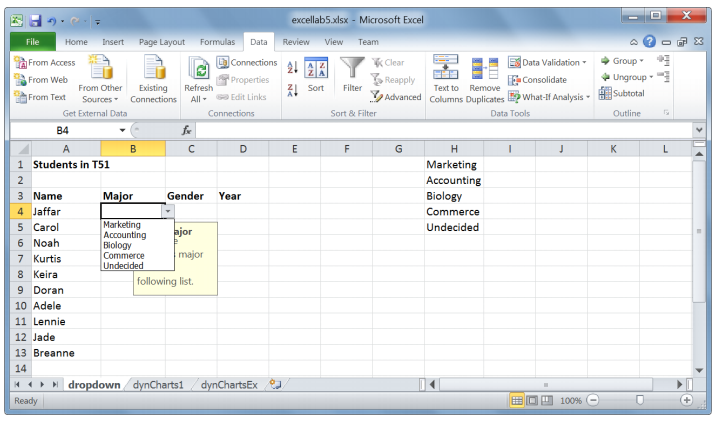 excellab5.xlsx - Microsoft Excel
File Home Insert Page Layout Formulas Data Review View Team
From Access
From Web
From Text
From Other Sources
Existing Connections
Get External Data
Refresh All
Connections
Properties
Edit Links
Connections
Sort
Filter
Clear
Reapply
Advanced
Sort & Filter
Text to Columns
Remove Duplicates
Data Validation
Consolidate
What-If Analysis
Data Tools
Group
Ungroup
Subtotal
Outline
B4 fx
A B C D E F G H I J K L
1 Students in T51 Marketing
2 Accounting
3 Name Major Gender Year Biology
4 Jaffar Commerce
5 Carol Undecided
6 Noah
7 Kurtis
8 Keira
9 Doran
10 Adele
11 Lennie
12 Jade
13 Breanne
14
Marketing
Accounting
Biology
Commerce
Undecided
ajor
e
s major
following list.
dropdown dynCharts1 dynChartsEx
Ready 100%